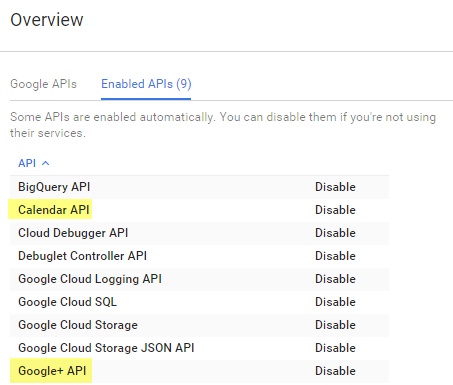 Overview
Google APIs Enabled APIs (9)
Some APIs are enabled automatically. You can disable them if you're not using
their services.
API
BigQuery API Disable
Calendar API Disable
Cloud Debugger API Disable
Debuglet Controller API Disable
Google Cloud Logging API Disable
Google Cloud SQL Disable
Google Cloud Storage Disable
Google Cloud Storage JSON API Disable
Google+ API Disable